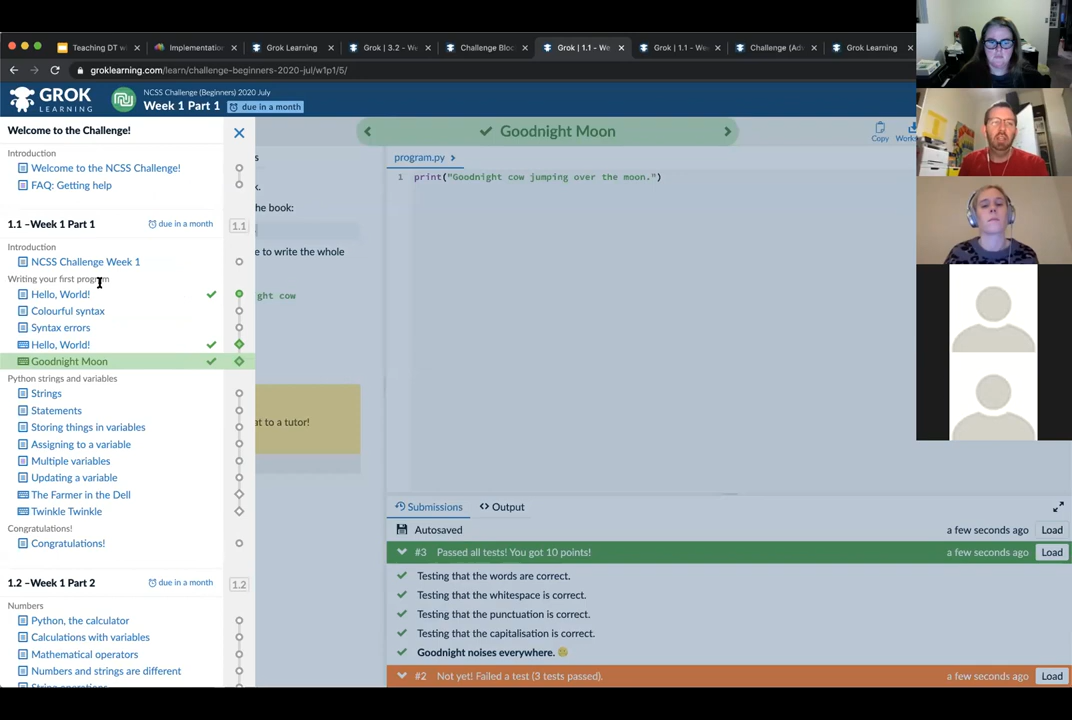 Teaching DT w
Implementation
Grok Learning
Grok | 3.2 - We
Challenge Bloc
Grok | 1.1 - We
Grok | 1.1 - We
Challenge (Adv
Grok Learning
groklearning.com/learn/challenge-beginners-2020-jul/w1p1/5/
GROK
LEARNING
NCSS Challenge (Beginners) 2020 July
Week 1 Part 1 due in a month
Welcome to the Challenge!
Introduction
Welcome to the NCSS Challenge!
FAQ: Getting help
1.1 –Week 1 Part 1 due in a month 1.1
Introduction
NCSS Challenge Week 1
Writing your first program
Hello, World!
Colourful syntax
Syntax errors
Hello, World!
Goodnight Moon
Python strings and variables
Strings
Statements
Storing things in variables
Assigning to a variable
Multiple variables
Updating a variable
The Farmer in the Dell
Twinkle Twinkle
Congratulations!
Congratulations!
1.2 –Week 1 Part 2 due in a month 1.2
Numbers
Python, the calculator
Calculations with variables
Mathematical operators
Numbers and strings are different
String operations
s
k.
he book:
e to write the whole
ght cow
at to a tutor!
Goodnight Moon
Copy
program.py
1 print("Goodnight cow jumping over the moon.")
Submissions Output
Autosaved a few seconds ago Load
#3 Passed all tests! You got 10 points! a few seconds ago Load
Testing that the words are correct.
Testing that the whitespace is correct.
Testing that the punctuation is correct.
Testing that the capitalisation is correct.
Goodnight noises everywhere.
#2 Not yet! Failed a test (3 tests passed). a few seconds ago Load